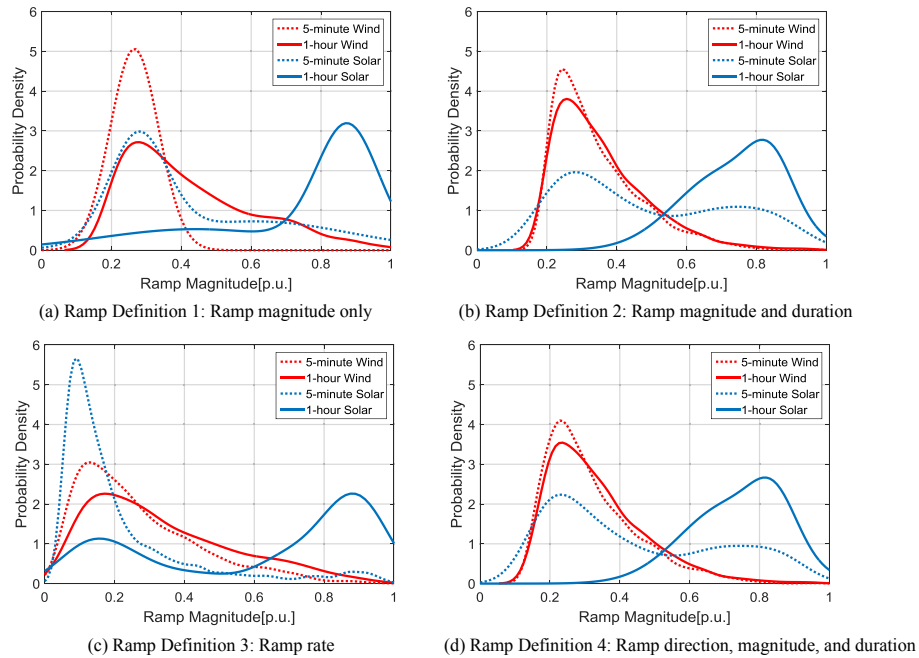 6
5
4
3
2
1
0
Probability Density
5-minute Wind
1-hour Wind
5-minute Solar
1-hour Solar
0 0.2 0.4 0.6 0.8 1
Ramp Magnitude[p.u.]
(a) Ramp Definition 1: Ramp magnitude only
6
5
4
3
2
1
0
Probability Density
5-minute Wind
1-hour Wind
5-minute Solar
1-hour Solar
0 0.2 0.4 0.6 0.8 1
Ramp Magnitude[p.u.]
(b) Ramp Definition 2: Ramp magnitude and duration
6
5
4
3
2
1
0
Probability Density
5-minute Wind
1-hour Wind
5-minute Solar
1-hour Solar
0 0.2 0.4 0.6 0.8 1
Ramp Magnitude[p.u.]
(c) Ramp Definition 3: Ramp rate
6
5
4
3
2
1
0
Probability Density
5-minute Wind
1-hour Wind
5-minute Solar
1-hour Solar
0 0.2 0.4 0.6 0.8 1
Ramp Magnitude[p.u.]
(d) Ramp Definition 4: Ramp direction, magnitude, and duration